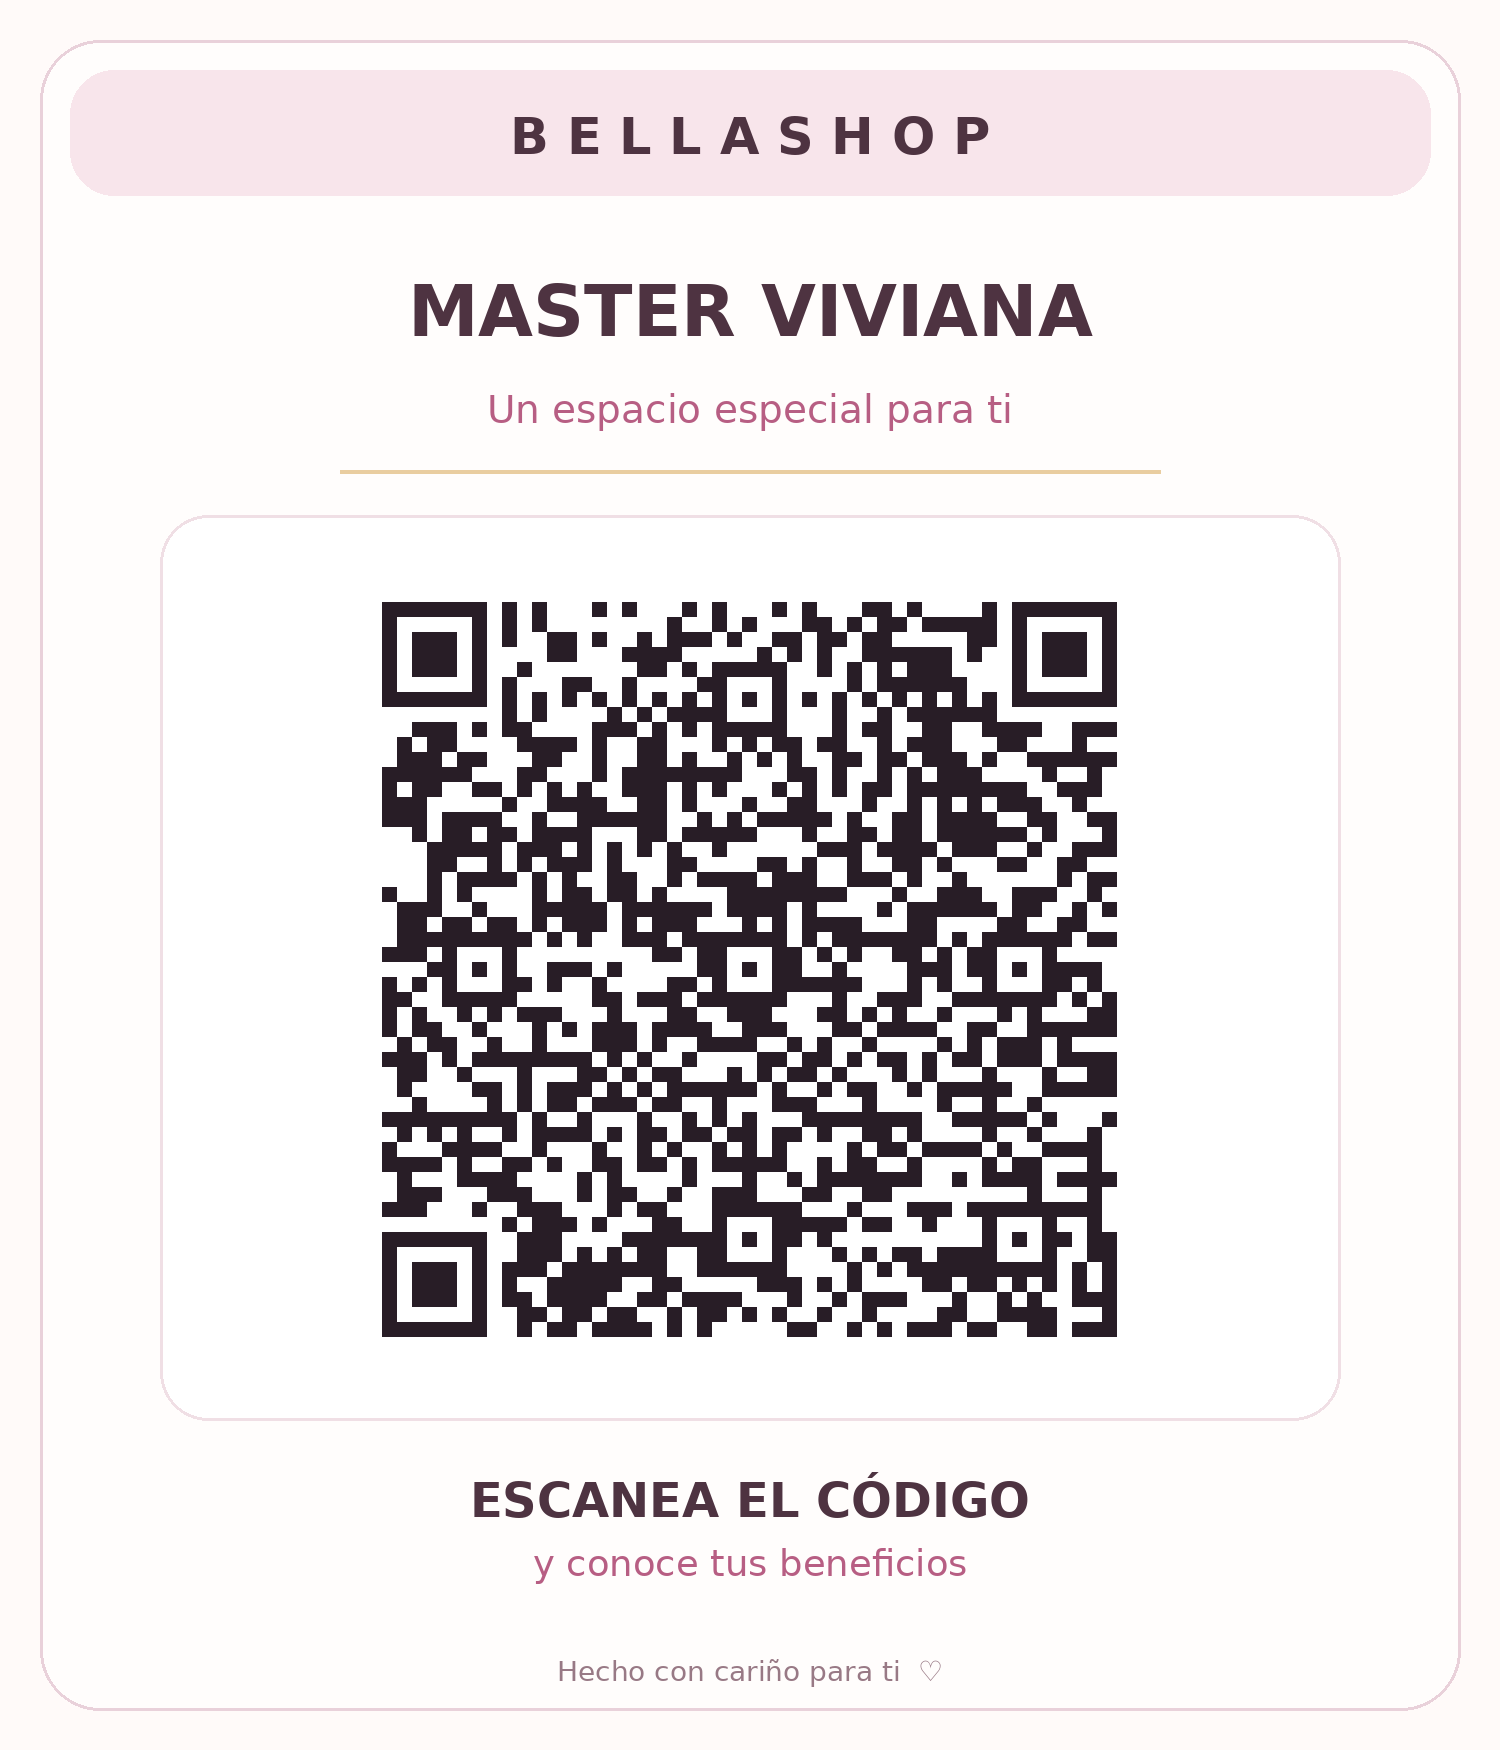 BELLASHOP
MASTER VIVIANA
Un espacio especial para ti
ESCANEA EL CÓDIGO
y conoce tus beneficios
Hecho con cariño para ti ♡